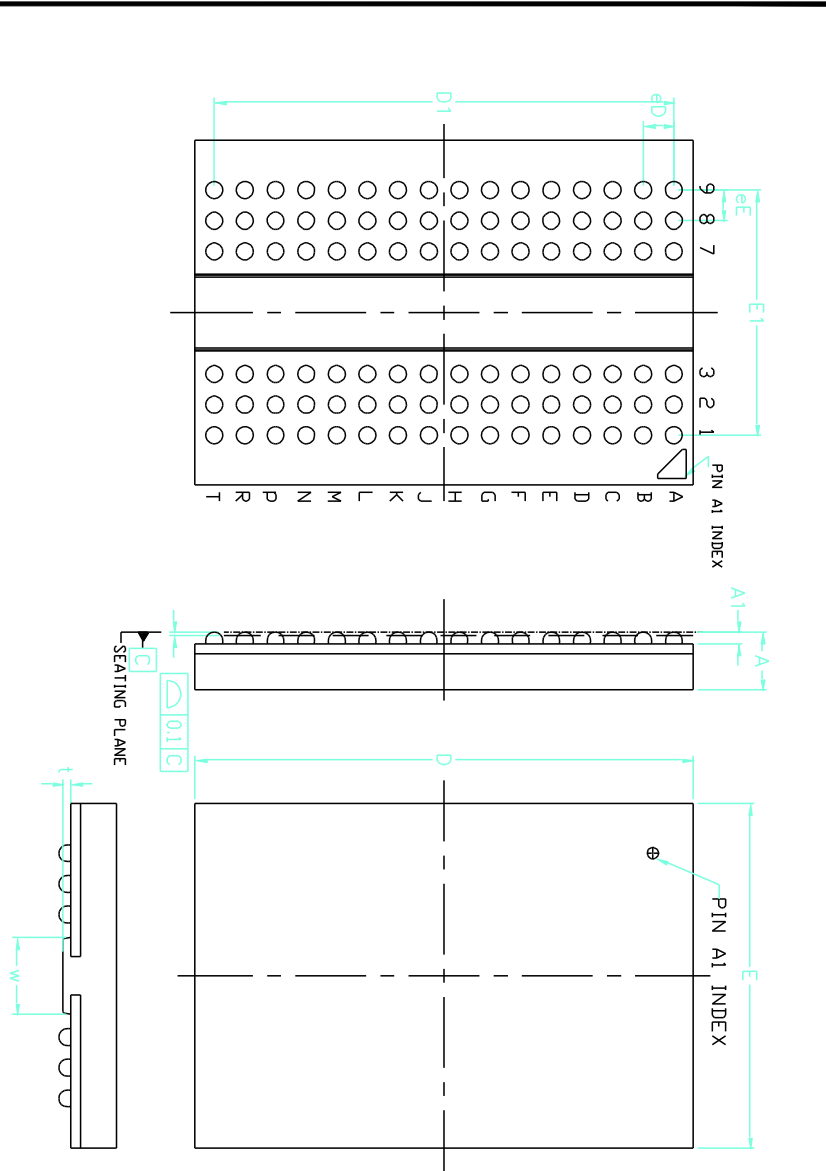 D1
eD
9
8
7
eE
E1
3
2
1
PIN A1 INDEX
T R P N M L K J H G F E D C B A
A1
A
C
SEATING PLANE
0.1 C
D
t
PIN A1 INDEX
E
w